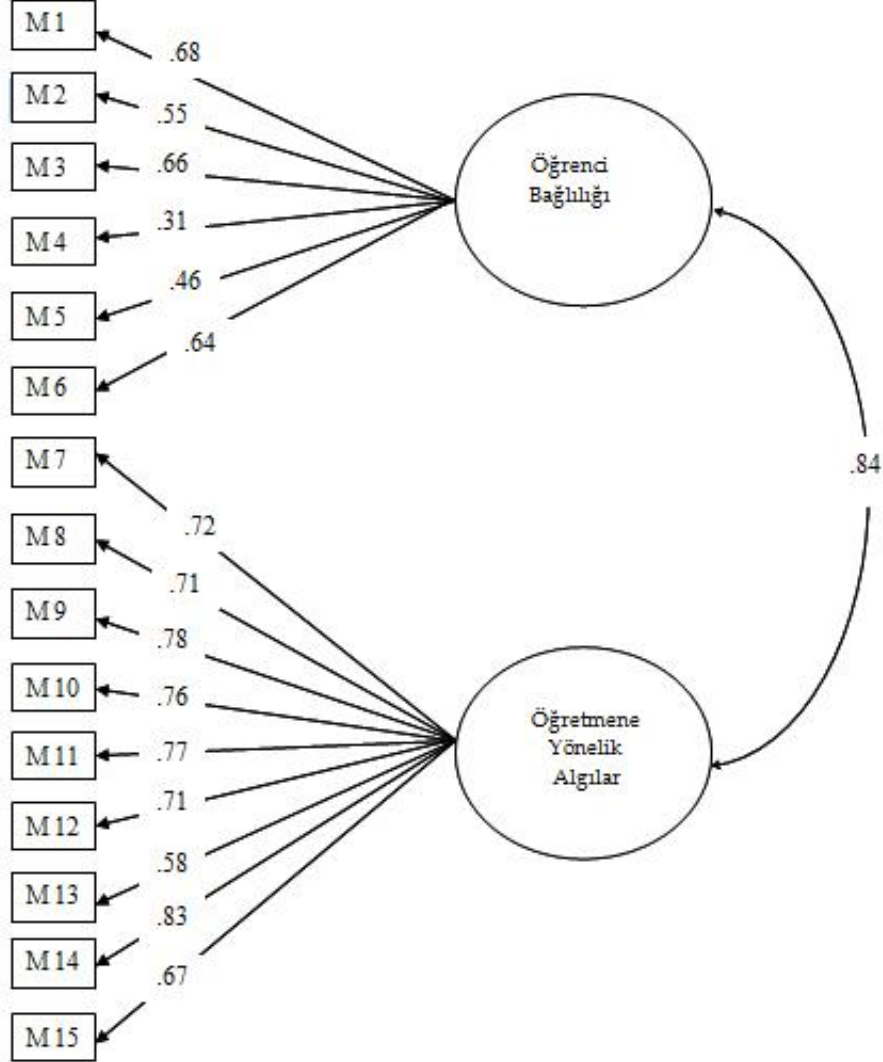 M1
.68
M2
.55
M3
.66
M4
.31
M5
.46
M6
.64
Öğrenci
Bağlılığı
.84
M7
.72
M8
.71
M9
.78
M10
.76
M11
.77
M12
.71
M13
.58
M14
.83
M15
.67
Öğretmene
Yönelik
Algılar